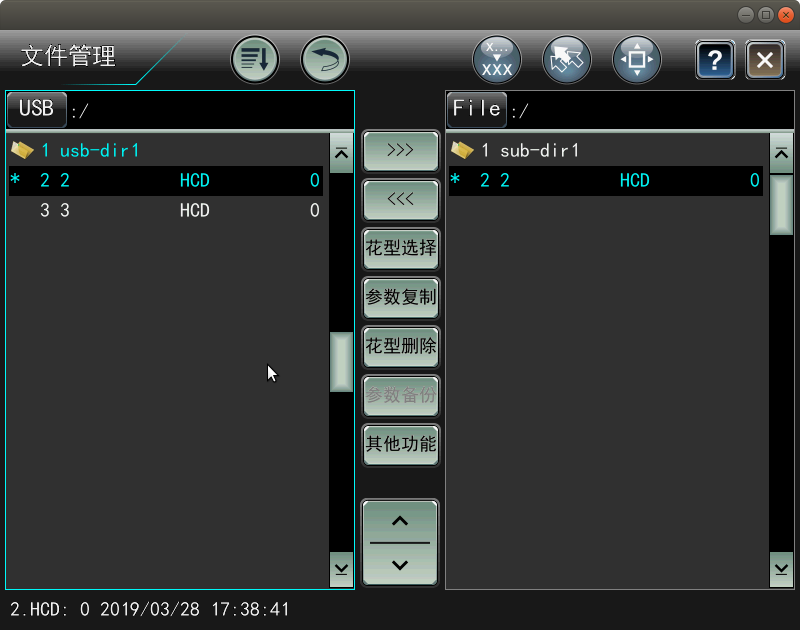 文件管理
X...
XXX
?
USB :/
1 usb-dir1
* 2 2 HCD 0
3 3 HCD 0
>>>
<<<
花型选择
参数复制
花型删除
参数备份
其他功能
File :/
1 sub-dir1
* 2 2 HCD 0
2.HCD: 0 2019/03/28 17:38:41